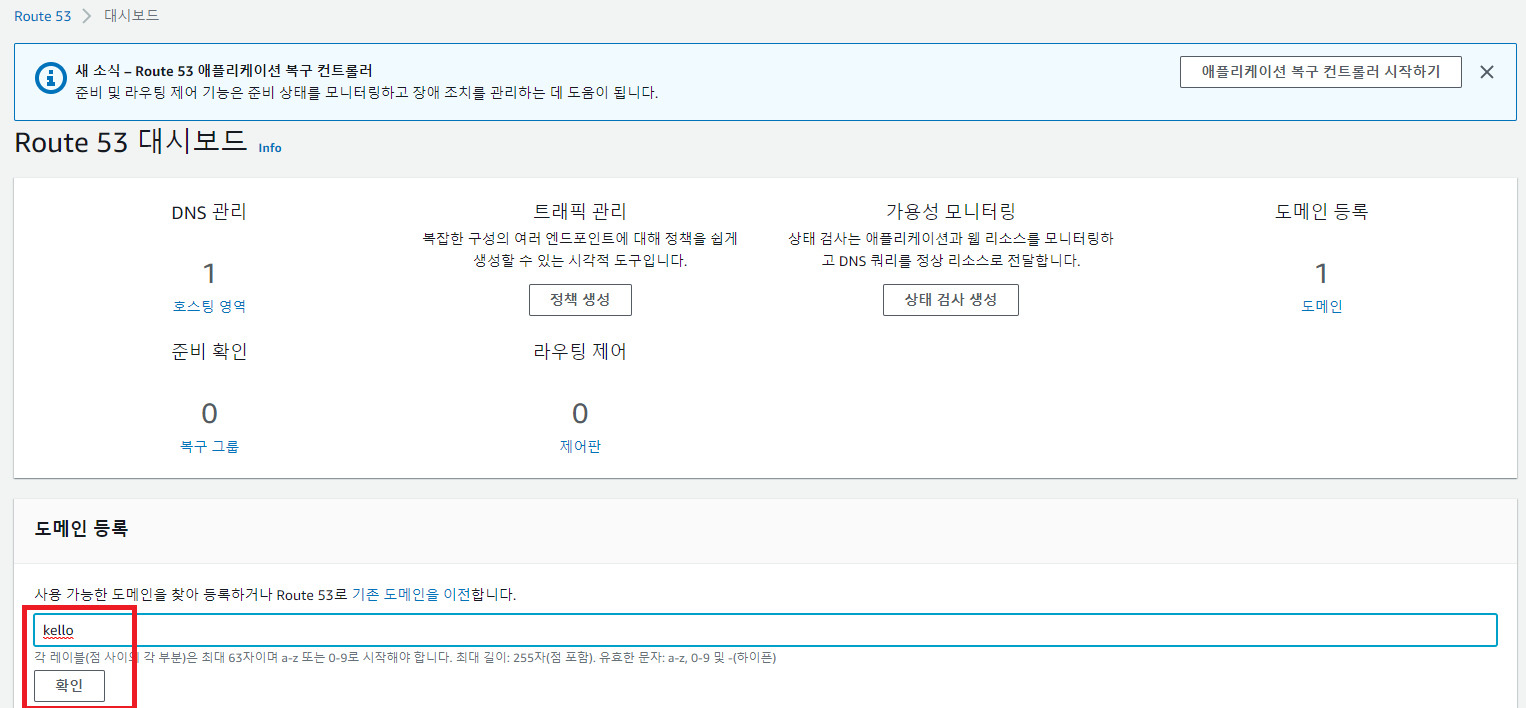 Route 53 > 대시보드
새 소식 – Route 53 애플리케이션 복구 컨트롤러
준비 및 라우팅 제어 기능은 준비 상태를 모니터링하고 장애 조치를 관리하는 데 도움이 됩니다.
애플리케이션 복구 컨트롤러 시작하기
Route 53 대시보드 Info
DNS 관리
1
호스팅 영역
트래픽 관리
복잡한 구성의 여러 엔드포인트에 대해 정책을 쉽게
생성할 수 있는 시각적 도구입니다.
정책 생성
가용성 모니터링
상태 검사는 애플리케이션과 웹 리소스를 모니터링하
고 DNS 쿼리를 정상 리소스로 전달합니다.
상태 검사 생성
도메인 등록
1
도메인
준비 확인
0
복구 그룹
라우팅 제어
0
제어판
도메인 등록
사용 가능한 도메인을 찾아 등록하거나 Route 53로 기존 도메인을 이전합니다.
kello
각 레이블(점 사이의 각 부분)은 최대 63자이며 a-z 또는 0-9로 시작해야 합니다. 최대 길이: 255자(점 포함). 유효한 문자: a-z, 0-9 및 -(하이픈)
확인